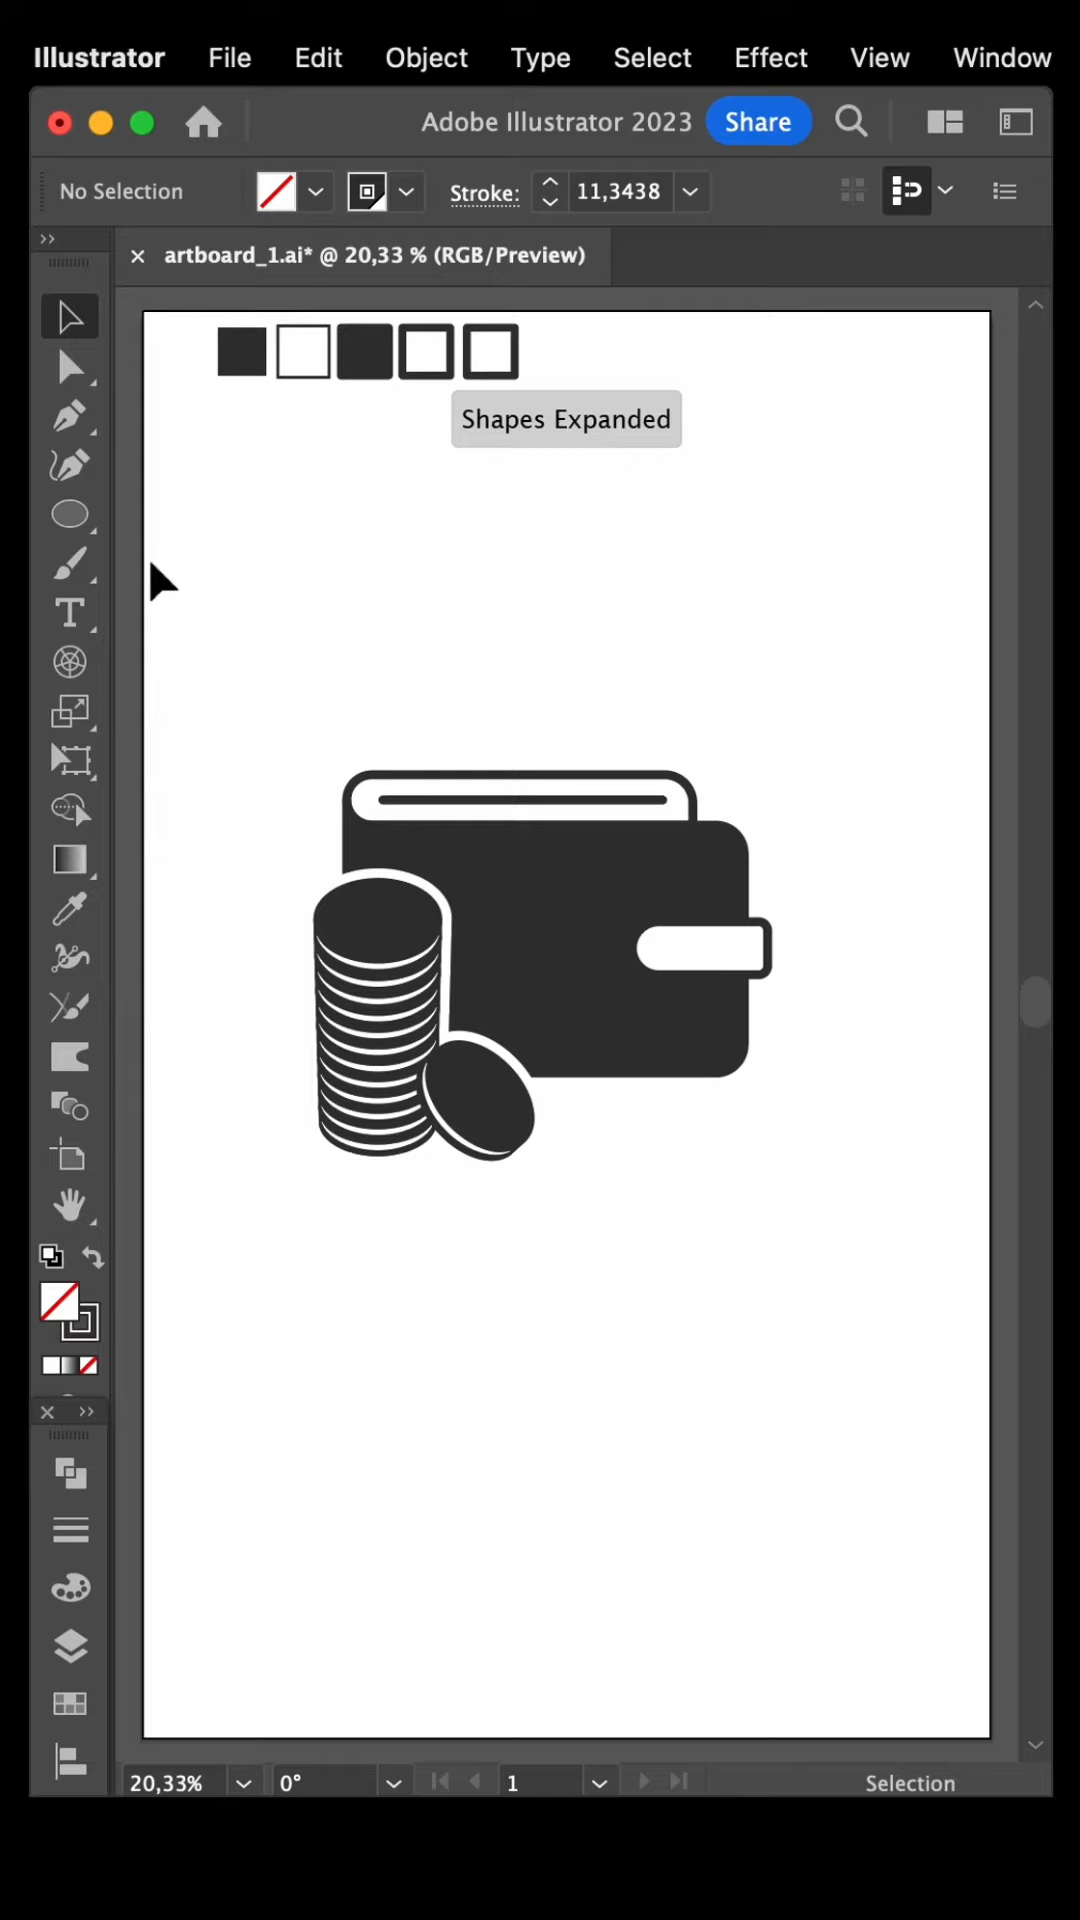 Illustrator File Edit Object Type Select Effect View Window
Adobe Illustrator 2023 Share
No Selection Stroke: 11,3438
artboard_1.ai* @ 20,33 % (RGB/Preview)
Shapes Expanded
20,33% 0° 1 Selection